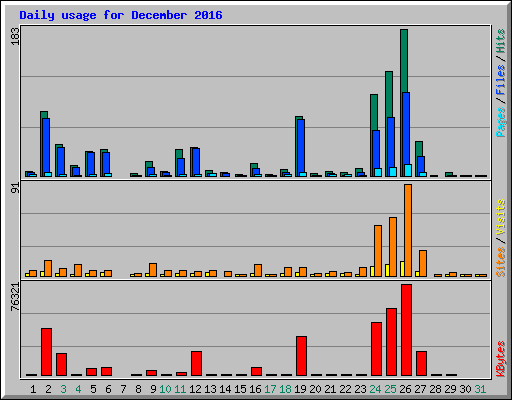 Daily usage for December 2016
183
Pages / Files / Hits
91
Sites / Visits
76321
KBytes
1 2 3 4 5 6 7 8 9 10 11 12 13 14 15 16 17 18 19 20 21 22 23 24 25 26 27 28 29 30 31